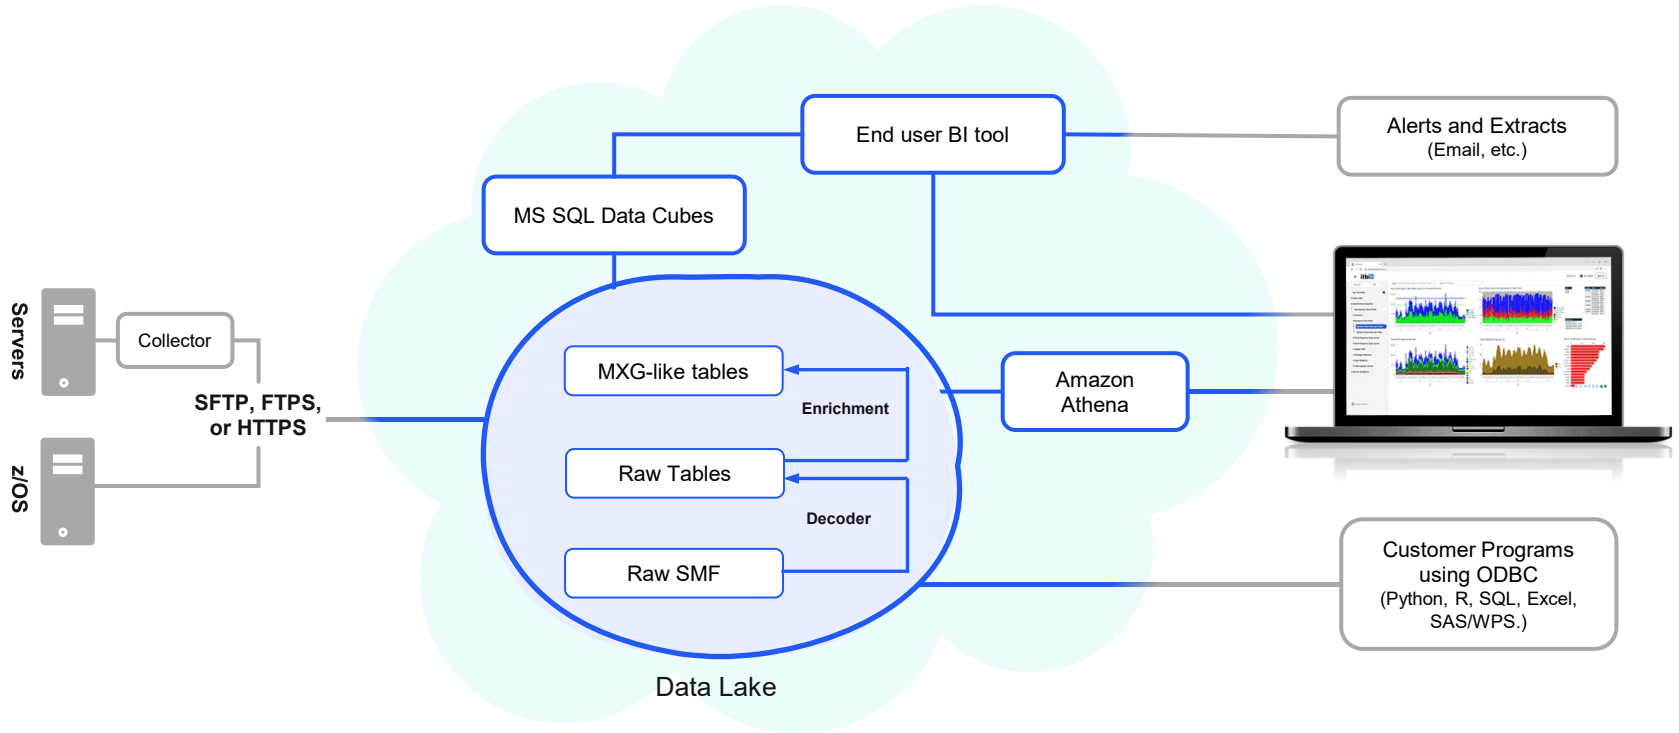 End user BI tool
Alerts and Extracts
(Email, etc.)
MS SQL Data Cubes
Servers
Collector
SFTP, FTPS,
or HTTPS
z/OS
MXG-like tables
Enrichment
Raw Tables
Decoder
Raw SMF
Data Lake
Amazon
Athena
itbi
Customer Programs
using ODBC
(Python, R, SQL, Excel,
SAS/WPS.)